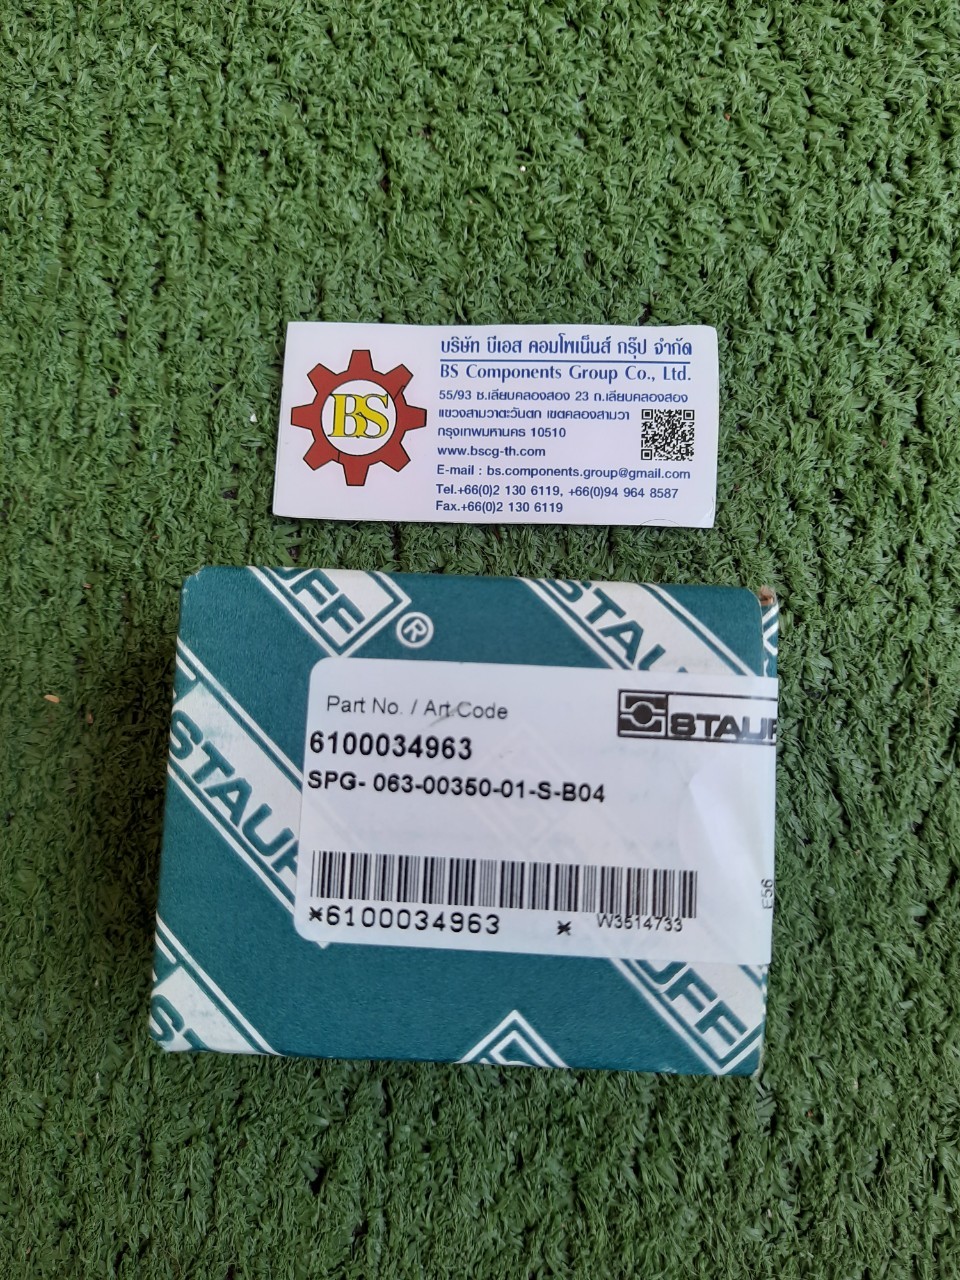 บริษัท บีเอส คอมโพเน็นส์ กรุ๊ป จำกัด
BS Components Group Co., Ltd.
BS
55/93 ซ.เลียบคลองสอง 23 ถ.เลียบคลองสอง
แขวงสามวาตะวันตก เขตคลองสามวา
กรุงเทพมหานคร 10510
www.bscg-th.com
E-mail : bs.components.group@gmail.com
Tel.+66(0)2 130 6119, +66(0)94 964 8587
Fax.+66(0)2 130 6119
UFF ®
STAU
Part No. / Art Code
STAUF
6100034963
SPG- 063-00350-01-S-B04
STAUF
*6100034963 *
W3514733
E56
UFF
ST